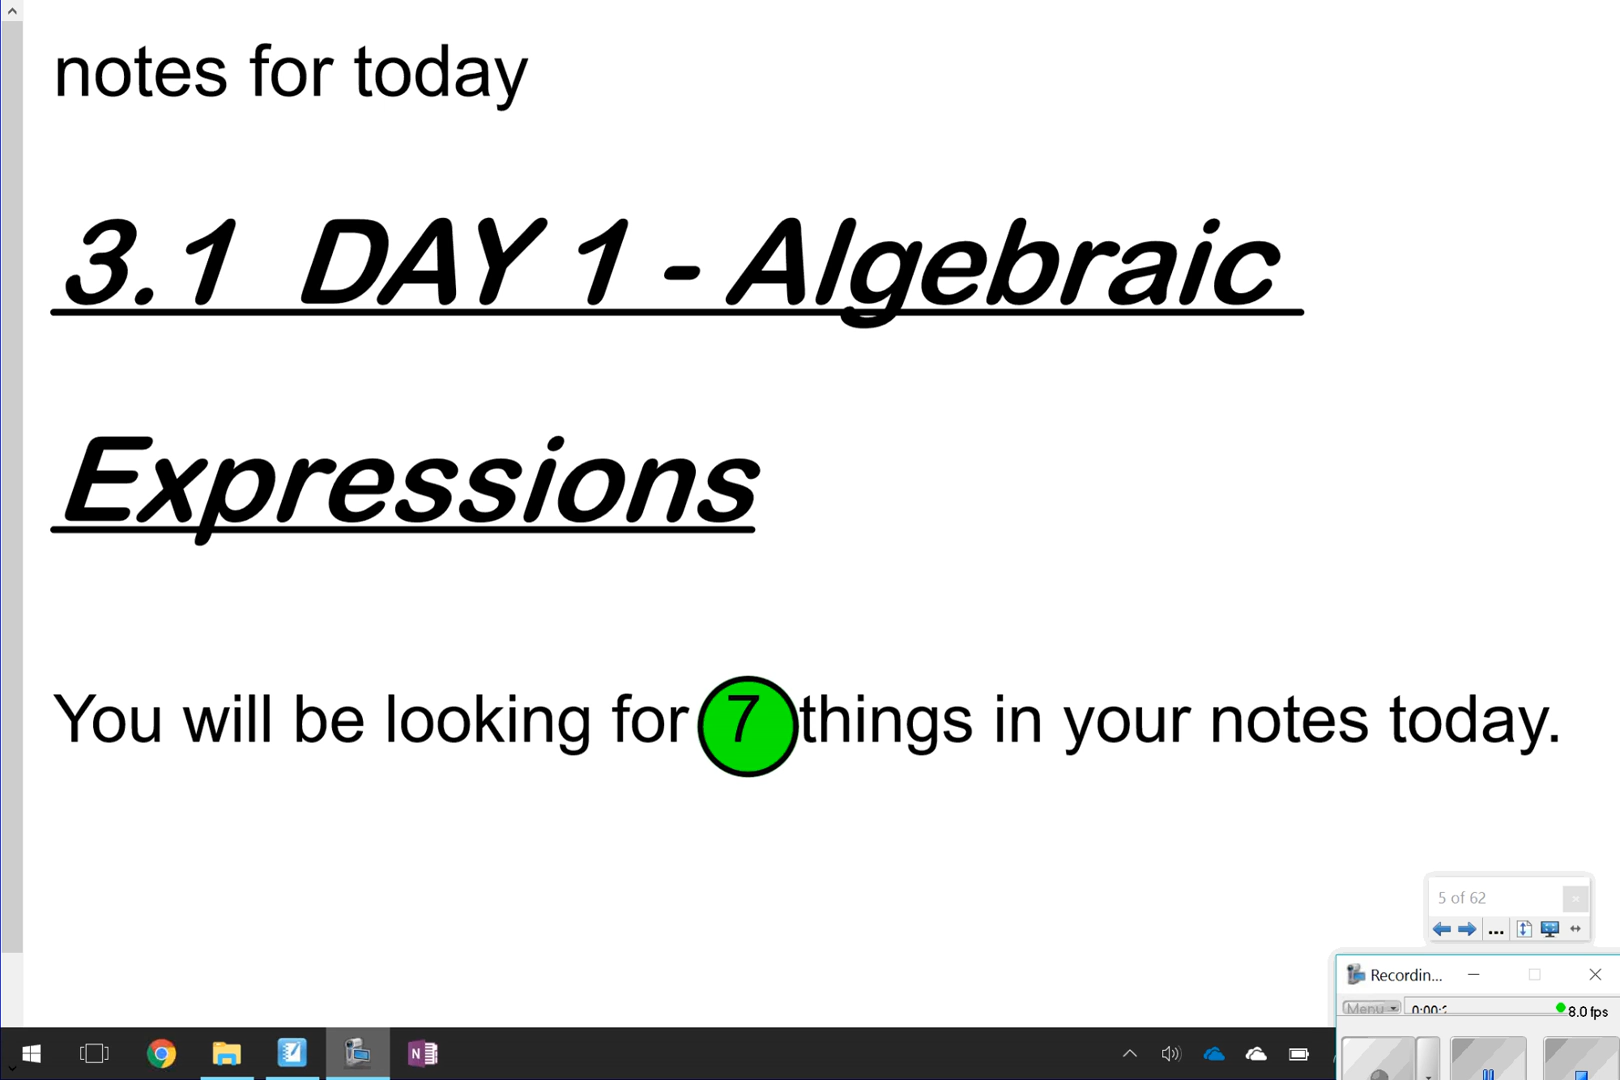 notes for today
3.1 DAY 1 - Algebraic
Expressions
You will be looking for 7 things in your notes today.
5 of 62
...
Recordin...
Menu
8.0 fps
N